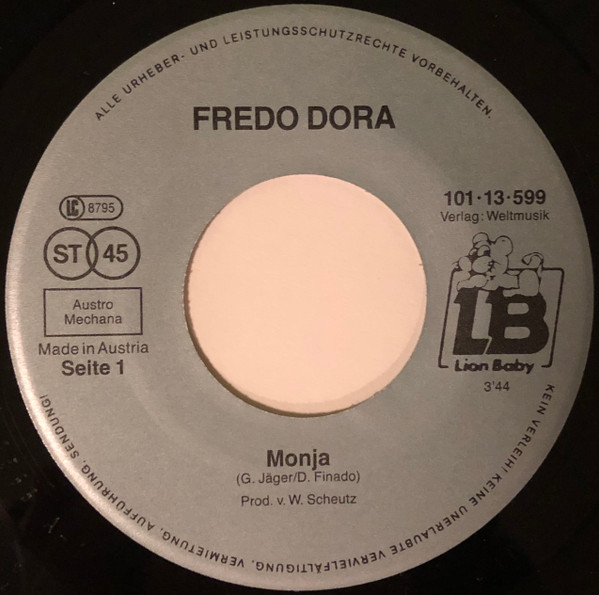 ALLE URHEBER- UND LEISTUNGSSCHUTZRECHTE VORBEHALTEN.
FREDO DORA
LC 8795
ST 45
Austro
Mechana
Made in Austria
Seite 1
101·13·599
Verlag: Weltmusik
LB
Lion Baby
3'44
Monja
(G. Jäger/D. Finado)
Prod. v. W. Scheutz
KEIN VERLEIH! KEINE UNERLAUBTE VERVIELFÄLTIGUNG, VERMIETUNG, AUFFÜHRUNG, SENDUNG!